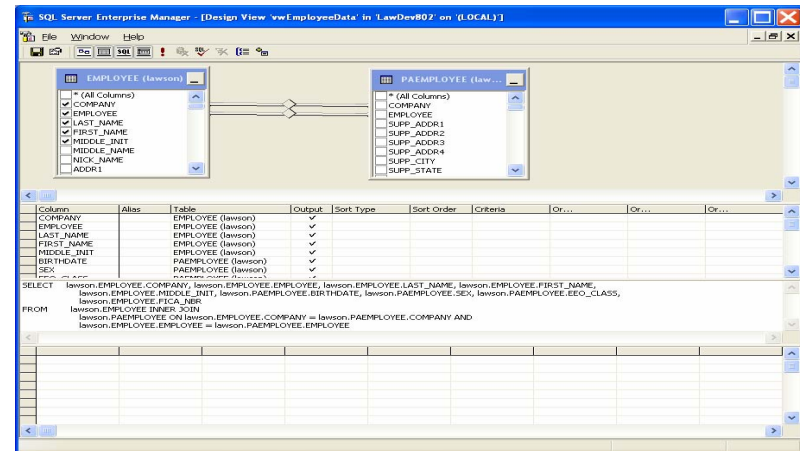 SQL Server Enterprise Manager - [Design View 'vwEmployeeData' in 'LawDev802' on '(LOCAL)']
File Window Help
SQL
EMPLOYEE (lawson)
* (All Columns)
COMPANY
EMPLOYEE
LAST_NAME
FIRST_NAME
MIDDLE_INIT
MIDDLE_NAME
NICK_NAME
ADDR1
PAEMPLOYEE (law...
* (All Columns)
COMPANY
EMPLOYEE
SUPP_ADDR1
SUPP_ADDR2
SUPP_ADDR3
SUPP_ADDR4
SUPP_CITY
SUPP_STATE
Column Alias Table Output Sort Type Sort Order Criteria Or... Or... Or...
COMPANY EMPLOYEE (lawson)
EMPLOYEE EMPLOYEE (lawson)
LAST_NAME EMPLOYEE (lawson)
FIRST_NAME EMPLOYEE (lawson)
MIDDLE_INIT EMPLOYEE (lawson)
BIRTHDATE PAEMPLOYEE (lawson)
SEX PAEMPLOYEE (lawson)
EEO_CLASS PAEMPLOYEE (lawson)
SELECT lawson.EMPLOYEE.COMPANY, lawson.EMPLOYEE.EMPLOYEE, lawson.EMPLOYEE.LAST_NAME, lawson.EMPLOYEE.FIRST_NAME,
lawson.EMPLOYEE.MIDDLE_INIT, lawson.PAEMPLOYEE.BIRTHDATE, lawson.PAEMPLOYEE.SEX, lawson.PAEMPLOYEE.EEO_CLASS,
lawson.EMPLOYEE.FICA_NBR
FROM lawson.EMPLOYEE INNER JOIN
lawson.PAEMPLOYEE ON lawson.EMPLOYEE.COMPANY = lawson.PAEMPLOYEE.COMPANY AND
lawson.EMPLOYEE.EMPLOYEE = lawson.PAEMPLOYEE.EMPLOYEE